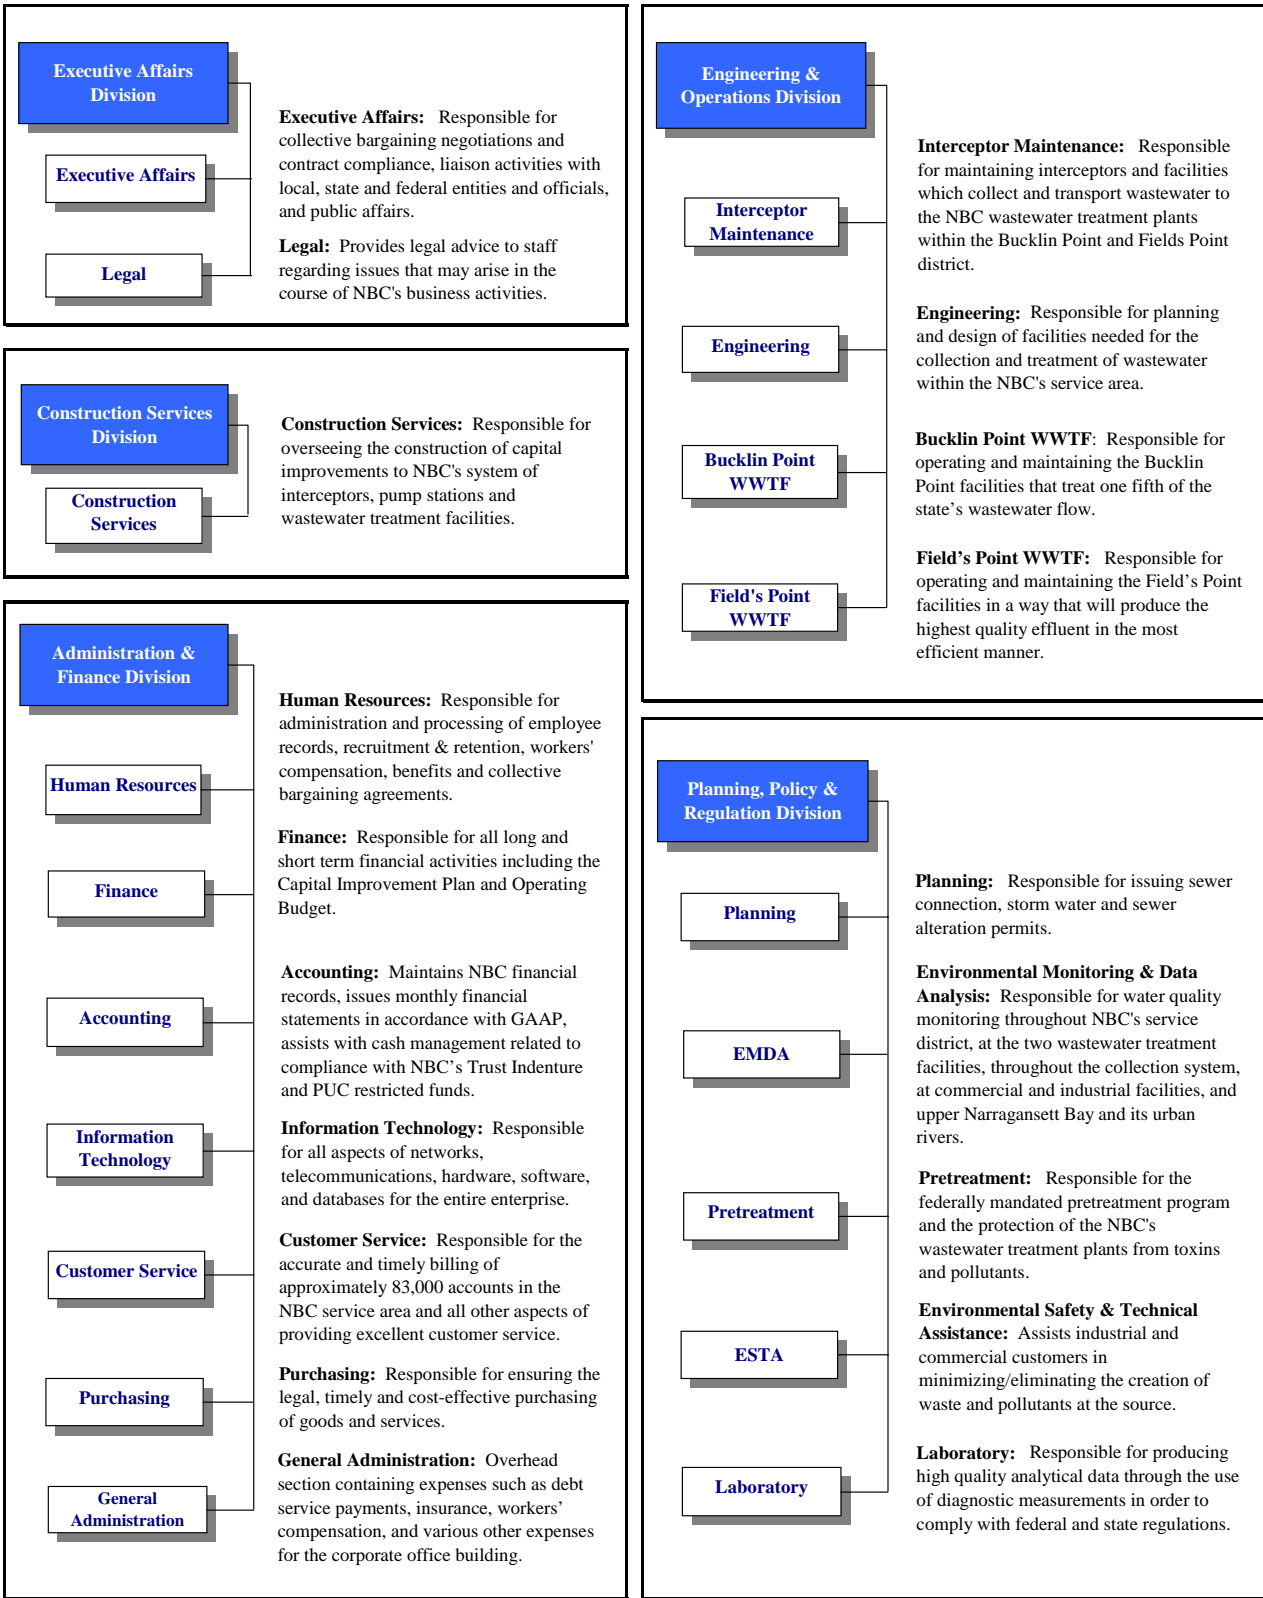 Executive Affairs
Division
Executive Affairs
Legal
Executive Affairs:   Responsible for
collective bargaining negotiations and
contract compliance, liaison activities with
local, state and federal entities and officials,
and public affairs.
Legal:  Provides legal advice to staff
regarding issues that may arise in the
course of NBC's business activities.
Construction Services
Division
Construction
Services
Construction Services:  Responsible for
overseeing the construction of capital
improvements to NBC's system of
interceptors, pump stations and
wastewater treatment facilities.
Administration &
Finance Division
Human Resources
Finance
Accounting
Information
Technology
Customer Service
Purchasing
General
Administration
Human Resources:  Responsible for
administration and processing of employee
records, recruitment & retention, workers'
compensation, benefits and collective
bargaining agreements.
Finance:  Responsible for all long and
short term financial activities including the
Capital Improvement Plan and Operating
Budget.
Accounting:  Maintains NBC financial
records, issues monthly financial
statements in accordance with GAAP,
assists with cash management related to
compliance with NBC’s Trust Indenture
and PUC restricted funds.
Information Technology:  Responsible
for all aspects of networks,
telecommunications, hardware, software,
and databases for the entire enterprise.
Customer Service:  Responsible for the
accurate and timely billing of
approximately 83,000 accounts in the
NBC service area and all other aspects of
providing excellent customer service.
Purchasing:  Responsible for ensuring the
legal, timely and cost-effective purchasing
of goods and services.
General Administration:  Overhead
section containing expenses such as debt
service payments, insurance, workers’
compensation, and various other expenses
for the corporate office building.
Engineering &
Operations Division
Interceptor
Maintenance
Engineering
Bucklin Point
WWTF
Field's Point
WWTF
Interceptor Maintenance:   Responsible
for maintaining interceptors and facilities
which collect and transport wastewater to
the NBC wastewater treatment plants
within the Bucklin Point and Fields Point
district.
Engineering:  Responsible for planning
and design of facilities needed for the
collection and treatment of wastewater
within the NBC's service area.
Bucklin Point WWTF:  Responsible for
operating and maintaining the Bucklin
Point facilities that treat one fifth of the
state’s wastewater flow.
Field’s Point WWTF:   Responsible for
operating and maintaining the Field’s Point
facilities in a way that will produce the
highest quality effluent in the most
efficient manner.
Planning, Policy &
Regulation Division
Planning
EMDA
Pretreatment
ESTA
Laboratory
Planning:   Responsible for issuing sewer
connection, storm water and sewer
alteration permits.
Environmental Monitoring & Data
Analysis:  Responsible for water quality
monitoring throughout NBC's service
district, at the two wastewater treatment
facilities, throughout the collection system,
at commercial and industrial facilities, and
upper Narragansett Bay and its urban
rivers.
Pretreatment:   Responsible for the
federally mandated pretreatment program
and the protection of the NBC's
wastewater treatment plants from toxins
and pollutants.
Environmental Safety & Technical
Assistance:  Assists industrial and
commercial customers in
minimizing/eliminating the creation of
waste and pollutants at the source.
Laboratory:   Responsible for producing
high quality analytical data through the use
of diagnostic measurements in order to
comply with federal and state regulations.